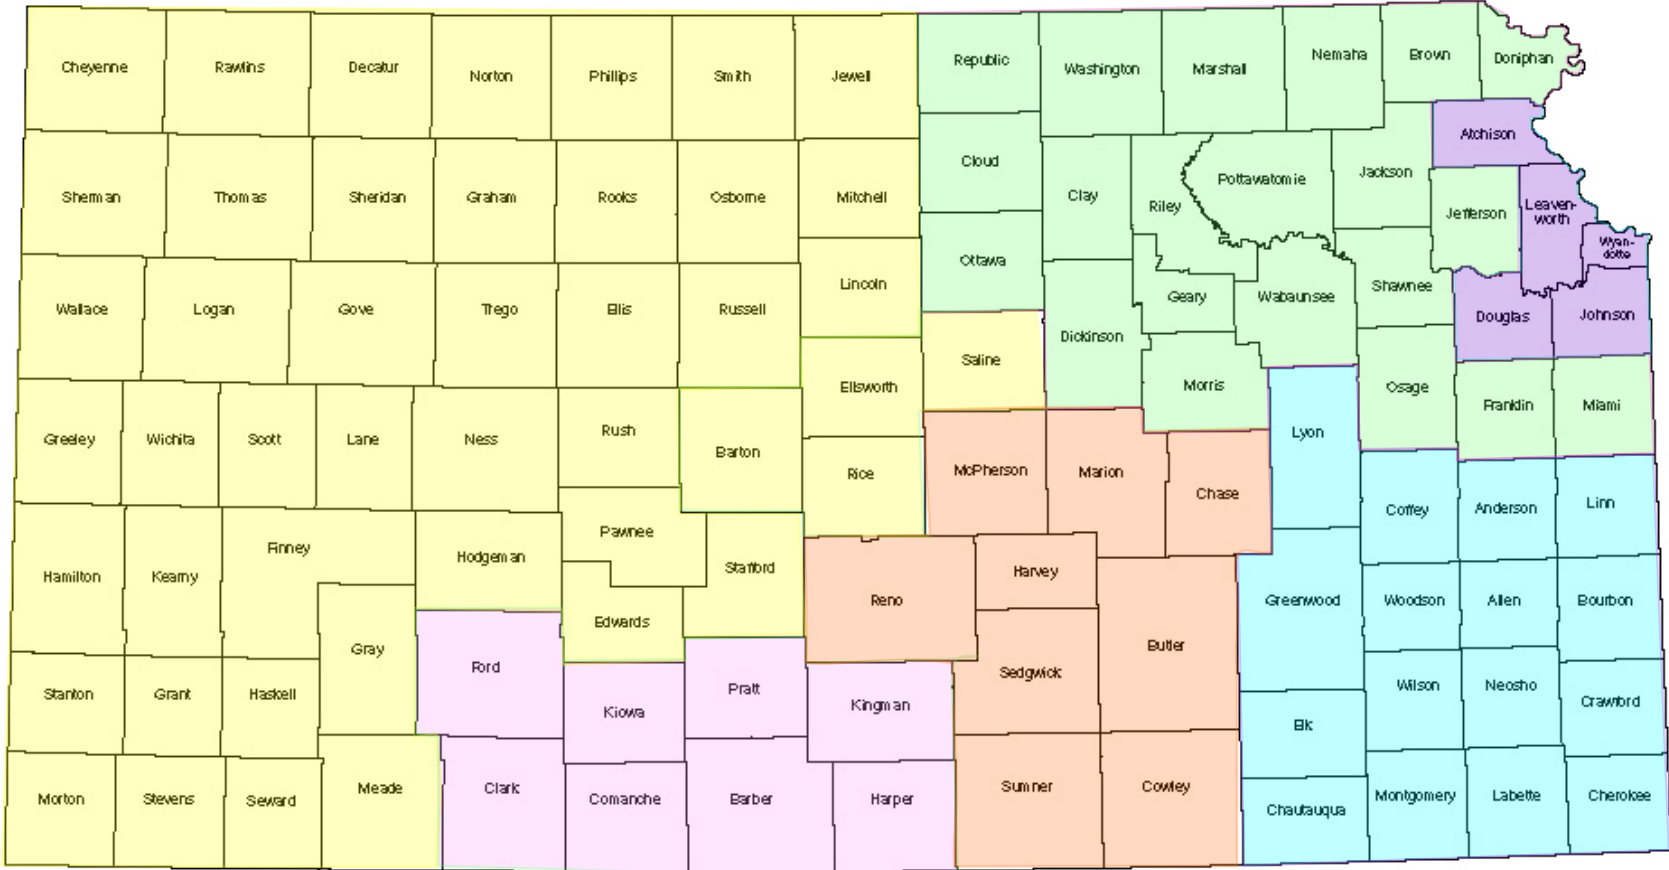 Cheyenne
Rawlins
Decatur
Norton
Phillips
Smith
Jewell
Republic
Washington
Marshall
Nemaha
Brown
Doniphan
Sherman
Thomas
Sheridan
Graham
Rooks
Osborne
Mitchell
Cloud
Clay
Riley
Pottawatomie
Jackson
Atchison
Jefferson
Leaven-
worth
Wyan-
dotte
Wallace
Logan
Gove
Trego
Ellis
Russell
Lincoln
Ottawa
Saline
Dickinson
Geary
Wabaunsee
Shawnee
Douglas
Johnson
Ellsworth
Morris
Osage
Franklin
Miami
Greeley
Wichita
Scott
Lane
Ness
Rush
Barton
Rice
McPherson
Marion
Chase
Lyon
Coffey
Anderson
Linn
Hamilton
Kearny
Finney
Hodgeman
Pawnee
Stafford
Edwards
Reno
Harvey
Butler
Greenwood
Woodson
Allen
Bourbon
Gray
Ford
Kiowa
Pratt
Kingman
Sedgwick
Elk
Wilson
Neosho
Crawford
Stanton
Grant
Haskell
Morton
Stevens
Seward
Meade
Clark
Comanche
Barber
Harper
Sumner
Cowley
Chautauqua
Montgomery
Labette
Cherokee